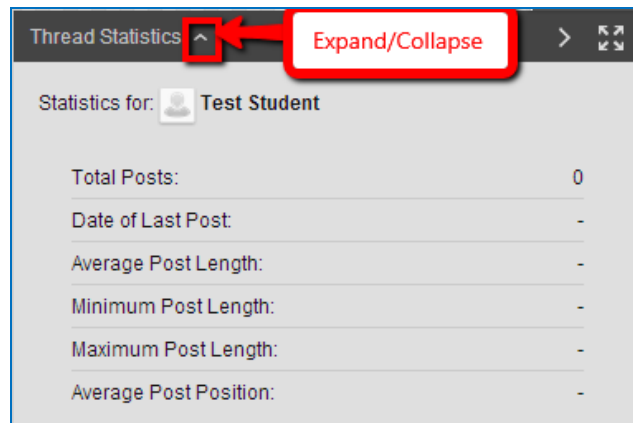 Thread Statistics Expand/Collapse
Statistics for: Test Student
Total Posts: 0
Date of Last Post: -
Average Post Length: -
Minimum Post Length: -
Maximum Post Length: -
Average Post Position: -